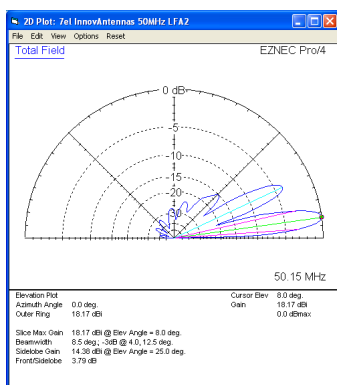 2D Plot: 7el InnovAntennas 50MHz LFA2
File Edit View Options Reset
Total Field
EZNEC Pro/4
0 dB
-5
-10
-15
-20
-30
50.15 MHz
Elevation Plot
Azimuth Angle 0.0 deg.
Outer Ring 18.17 dBi
Cursor Elev 8.0 deg.
Gain 18.17 dBi
0.0 dBmax
Slice Max Gain 18.17 dBi @ Elev Angle = 8.0 deg.
Beamwidth 8.5 deg.; -3dB @ 4.0, 12.5 deg.
Sidelobe Gain 14.38 dBi @ Elev Angle = 25.0 deg.
Front/Sidelobe 3.79 dB